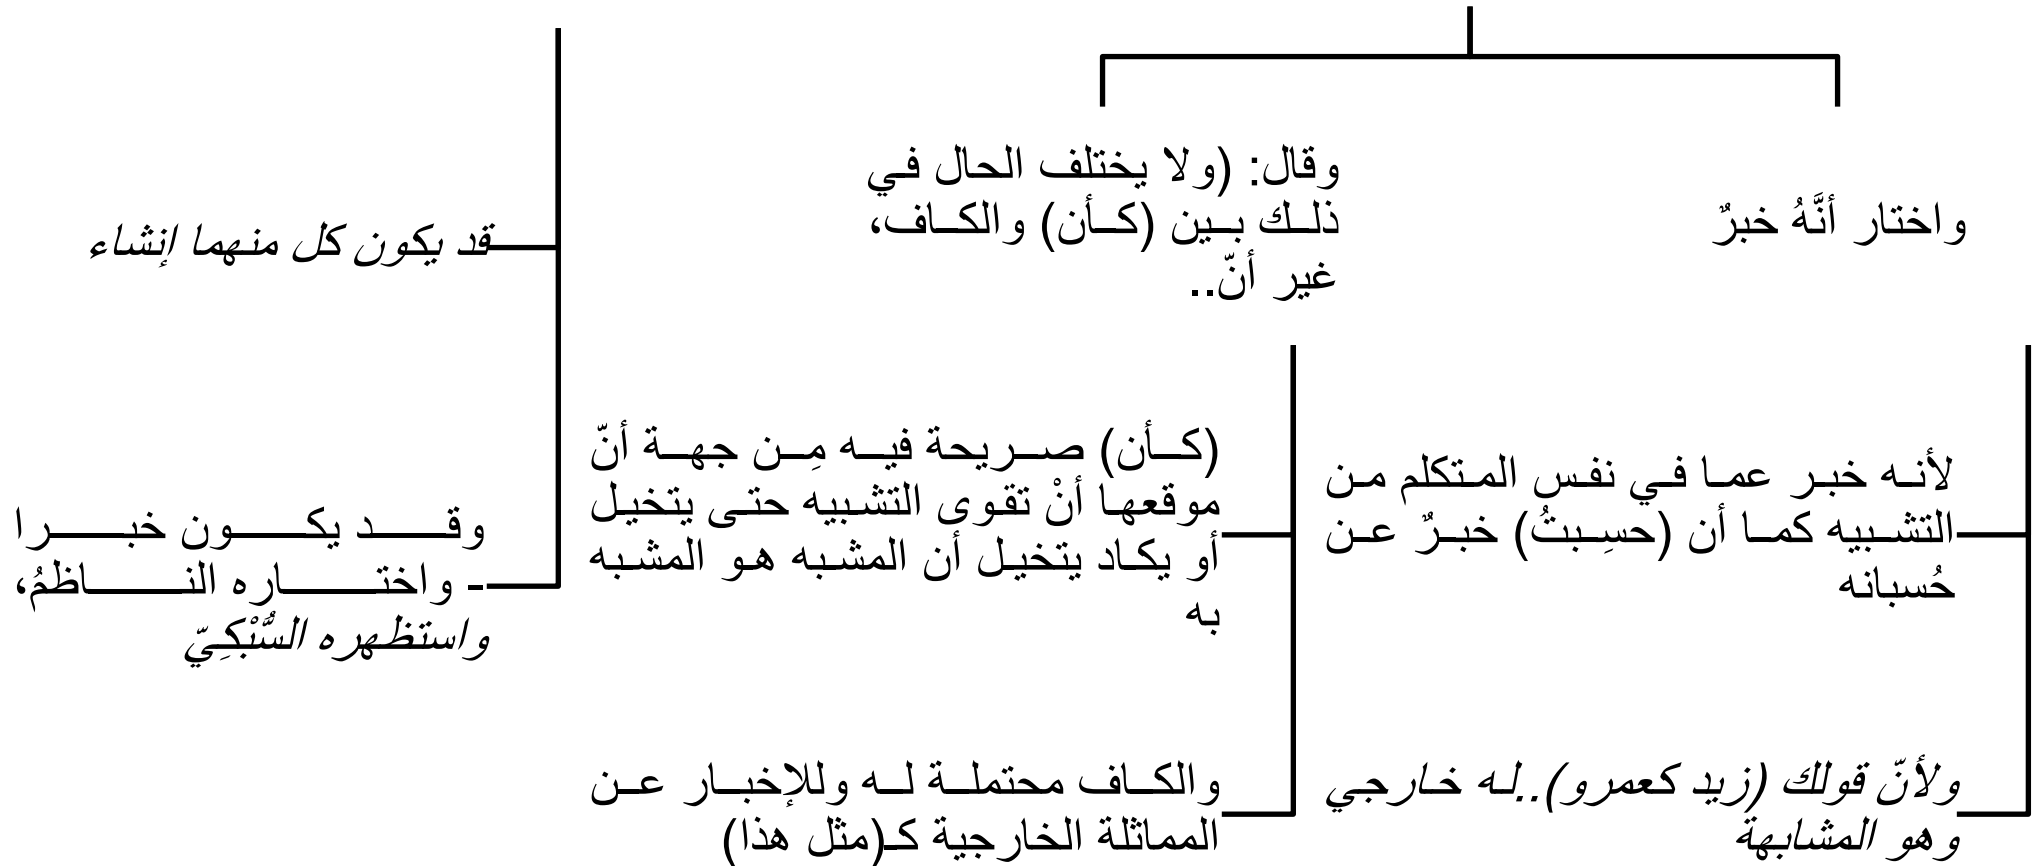 واختار أنَّهُ خبرٌ
لأنه خبر عما في نفس المتكلم من
التشبيه كما أن (حسِبتُ) خبرٌ عن
حُسبانه
ولأنّ قولك (زيد كعمرو)..له خارجي
وهو المشابهة
وقال: (ولا يختلف الحال في
ذلك بين (كأن) والكاف،
غير أنّ..
(كأن) صريحة فيه مِن جهة أنّ
موقعها أنْ تقوى التشبيه حتى يتخيل
أو يكاد يتخيل أن المشبه هو المشبه
به
والكاف محتملة له وللإخبار عن
المماثلة الخارجية كـ(مثل هذا)
قد يكون كل منهما إنشاء
وقد يكون خبرا
- واختاره الناظمُ،
واستظهره السُّبْكِيّ